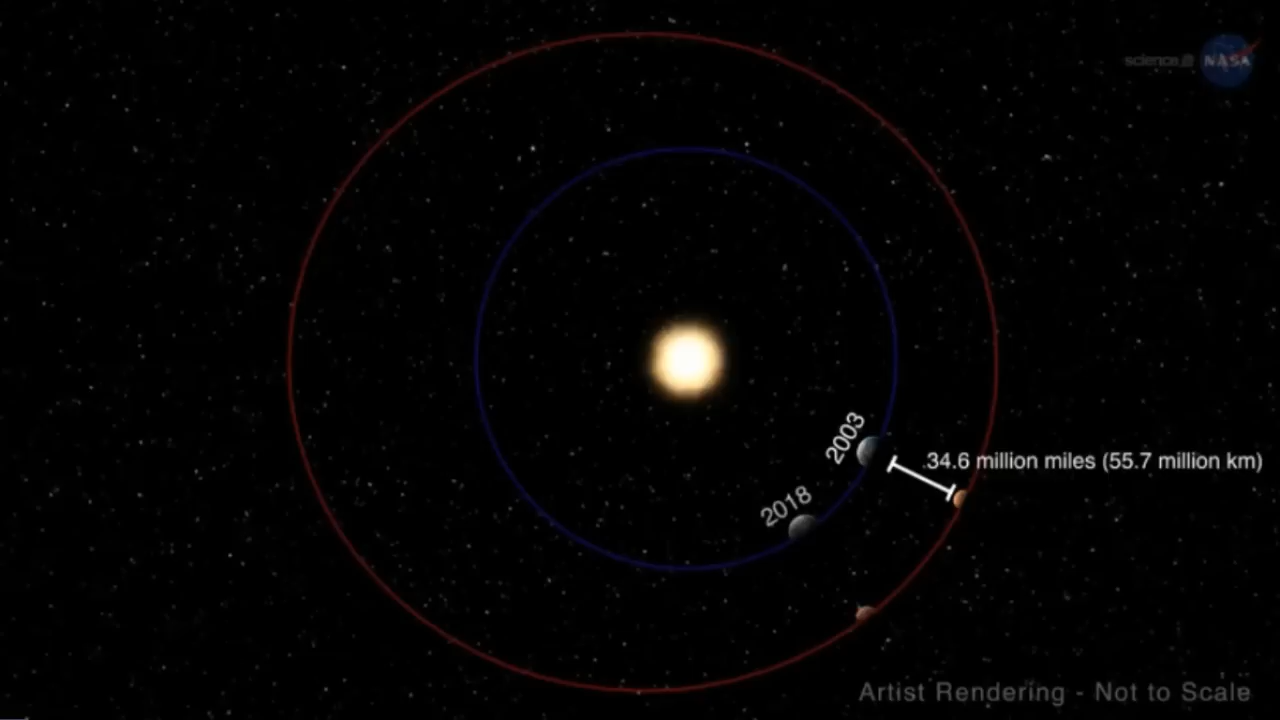 science@ NASA
2003
34.6 million miles (55.7 million km)
2018
Artist Rendering - Not to Scale